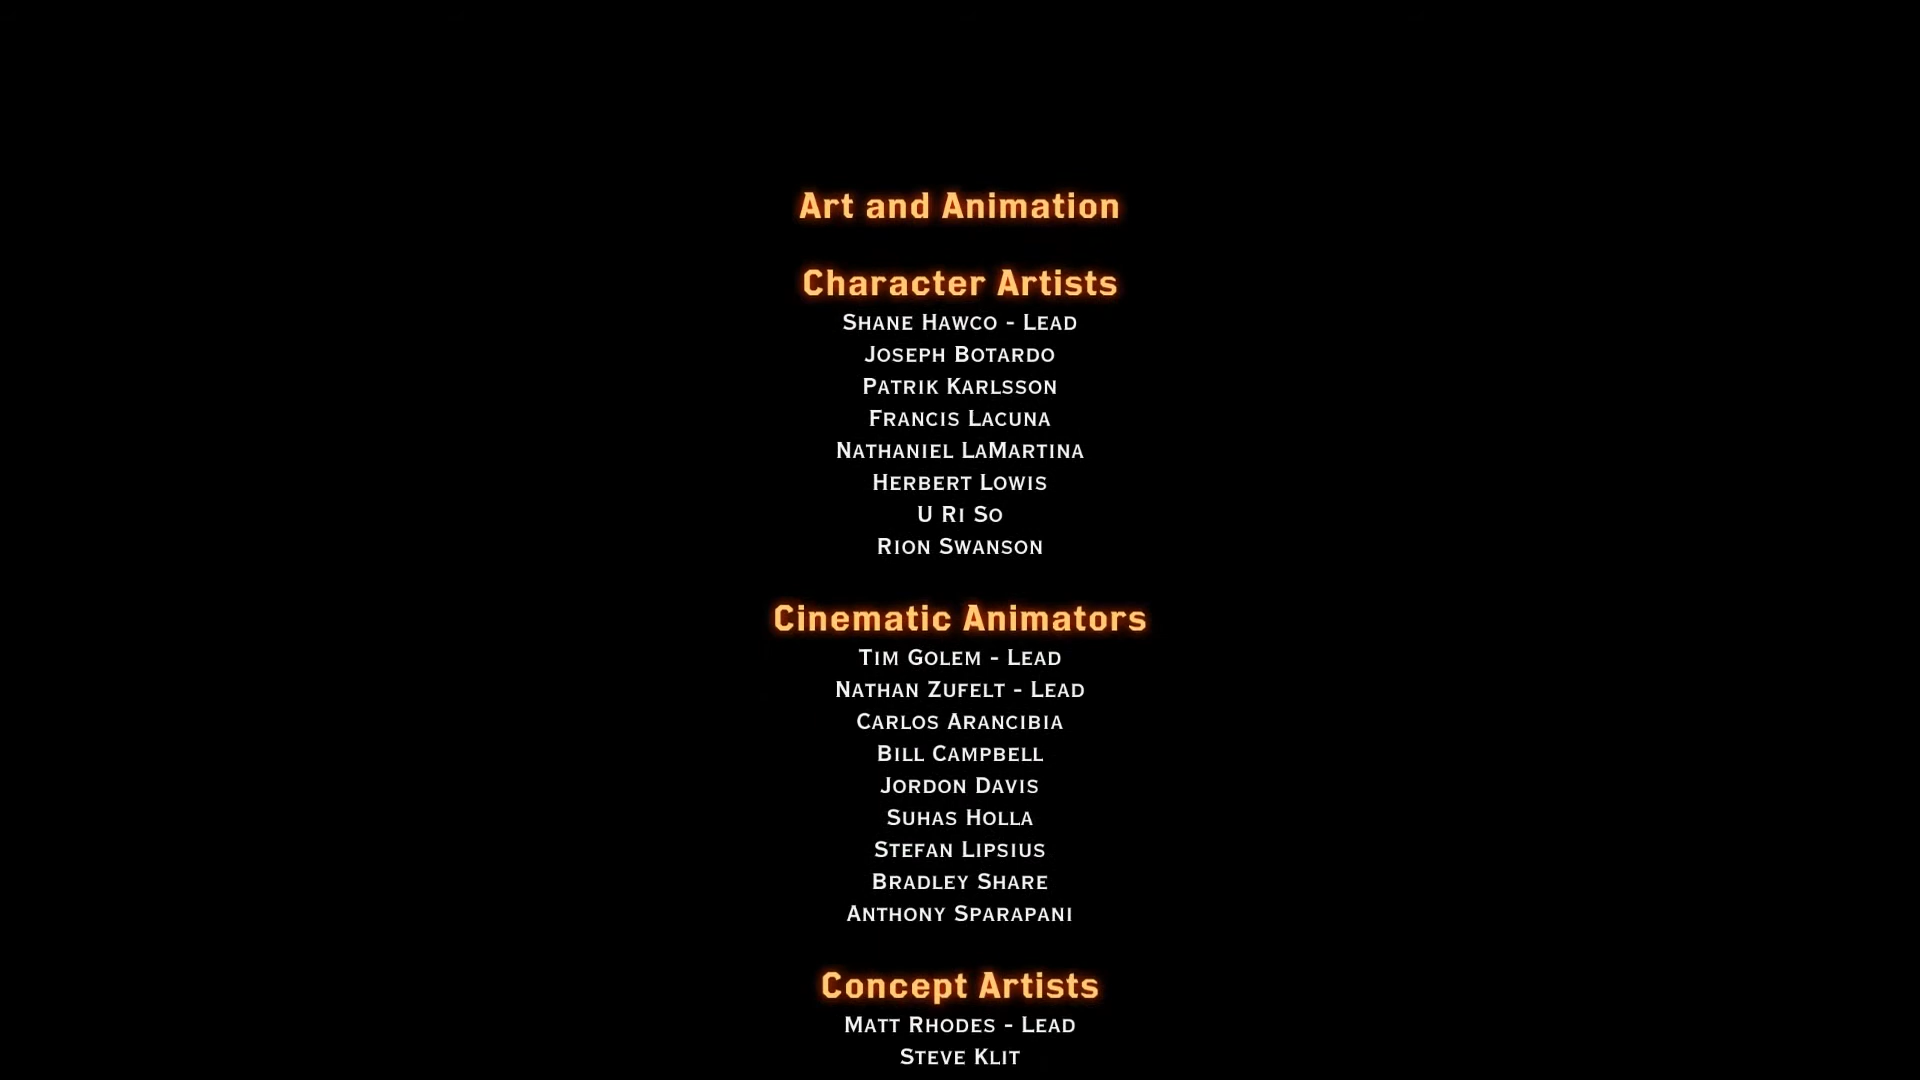 Art and Animation
Character Artists
Shane Hawco - Lead
Joseph Botardo
Patrik Karlsson
Francis Lacuna
Nathaniel LaMartina
Herbert Lowis
U Ri So
Rion Swanson
Cinematic Animators
Tim Golem - Lead
Nathan Zufelt - Lead
Carlos Arancibia
Bill Campbell
Jordon Davis
Suhas Holla
Stefan Lipsius
Bradley Share
Anthony Sparapani
Concept Artists
Matt Rhodes - Lead
Steve Klit